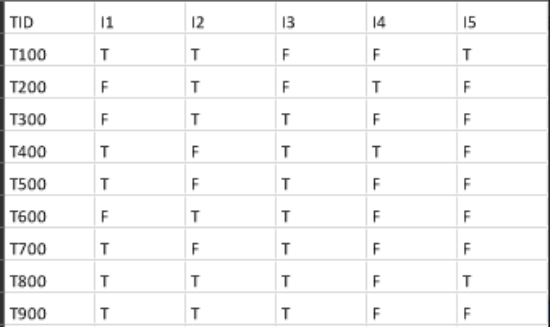 TID I1 I2 I3 I4 I5
T100 T T F F T
T200 F T F T F
T300 F T T F F
T400 T F T T F
T500 T F T F F
T600 F T T F F
T700 T F T F F
T800 T T T F T
T900 T T T F F